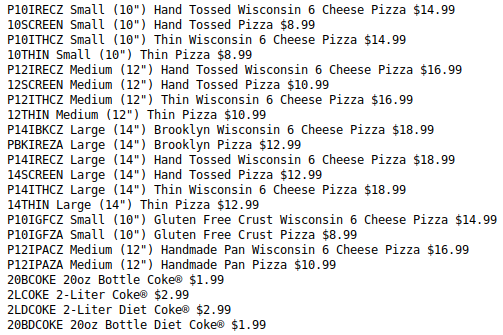 P10IRECZ Small (10") Hand Tossed Wisconsin 6 Cheese Pizza $14.99
10SCREEN Small (10") Hand Tossed Pizza $8.99
P10ITHCZ Small (10") Thin Wisconsin 6 Cheese Pizza $14.99
10THIN Small (10") Thin Pizza $8.99
P12IRECZ Medium (12") Hand Tossed Wisconsin 6 Cheese Pizza $16.99
12SCREEN Medium (12") Hand Tossed Pizza $10.99
P12ITHCZ Medium (12") Thin Wisconsin 6 Cheese Pizza $16.99
12THIN Medium (12") Thin Pizza $10.99
P14IBKCZ Large (14") Brooklyn Wisconsin 6 Cheese Pizza $18.99
PBKIREZA Large (14") Brooklyn Pizza $12.99
P14IRECZ Large (14") Hand Tossed Wisconsin 6 Cheese Pizza $18.99
14SCREEN Large (14") Hand Tossed Pizza $12.99
P14ITHCZ Large (14") Thin Wisconsin 6 Cheese Pizza $18.99
14THIN Large (14") Thin Pizza $12.99
P10IGFCZ Small (10") Gluten Free Crust Wisconsin 6 Cheese Pizza $14.99
P10IGFZA Small (10") Gluten Free Crust Pizza $8.99
P12IPACZ Medium (12") Handmade Pan Wisconsin 6 Cheese Pizza $16.99
P12IPAZA Medium (12") Handmade Pan Pizza $10.99
20BCOKE 20oz Bottle Coke® $1.99
2LCOKE 2-Liter Coke® $2.99
2LDCOKE 2-Liter Diet Coke® $2.99
20BDCOKE 20oz Bottle Diet Coke® $1.99